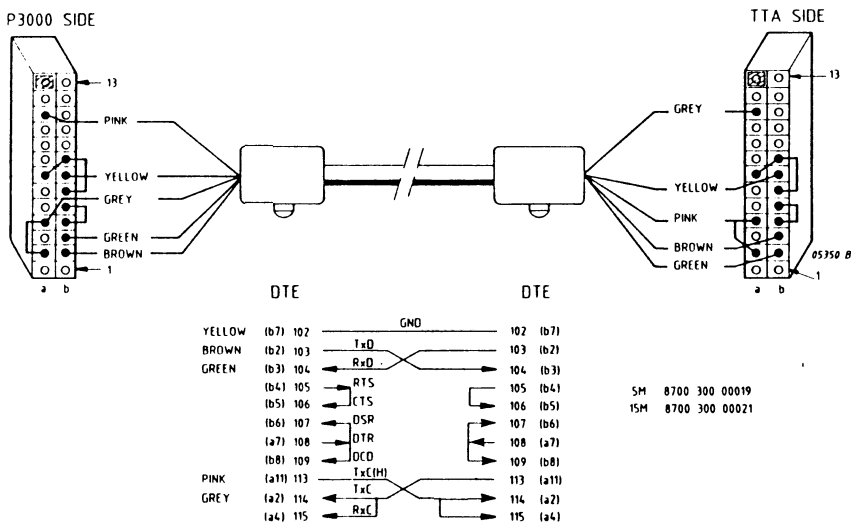 P3000 SIDE
TTA SIDE
13
PINK
YELLOW
GREY
GREEN
BROWN
1
a b
13
GREY
YELLOW
PINK
BROWN
GREEN
05350 B
1
a b
DTE DTE
YELLOW (b7) 102 GND 102 (b7)
BROWN (b2) 103 TxD 103 (b2)
GREEN (b3) 104 RxD 104 (b3)
(b4) 105 RTS 105 (b4)
(b5) 106 CTS 106 (b5)
(b6) 107 DSR 107 (b6)
(a7) 108 DTR 108 (a7)
(b8) 109 DCD 109 (b8)
PINK (a11) 113 TxC(H) 113 (a11)
GREY (a2) 114 TxC 114 (a2)
(a4) 115 RxC 115 (a4)
5M 8700 300 00019
15M 8700 300 00021